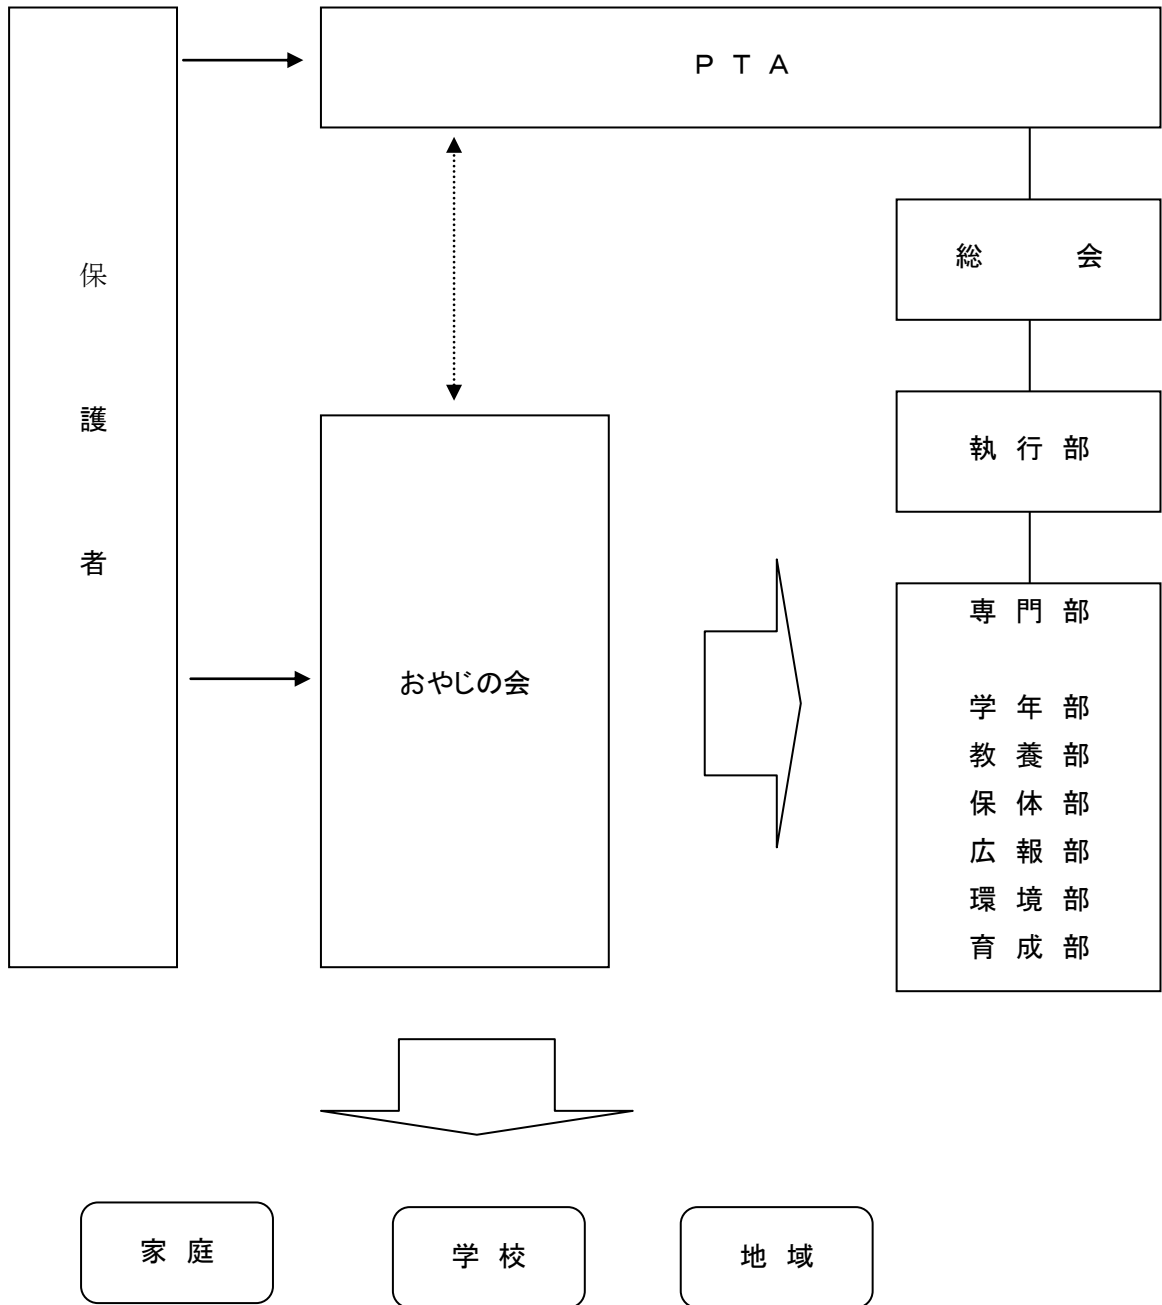 保護者
ＰＴＡ
総会
執行部
おやじの会
専門部
学年部
教養部
保体部
広報部
環境部
育成部
家庭
学校
地域